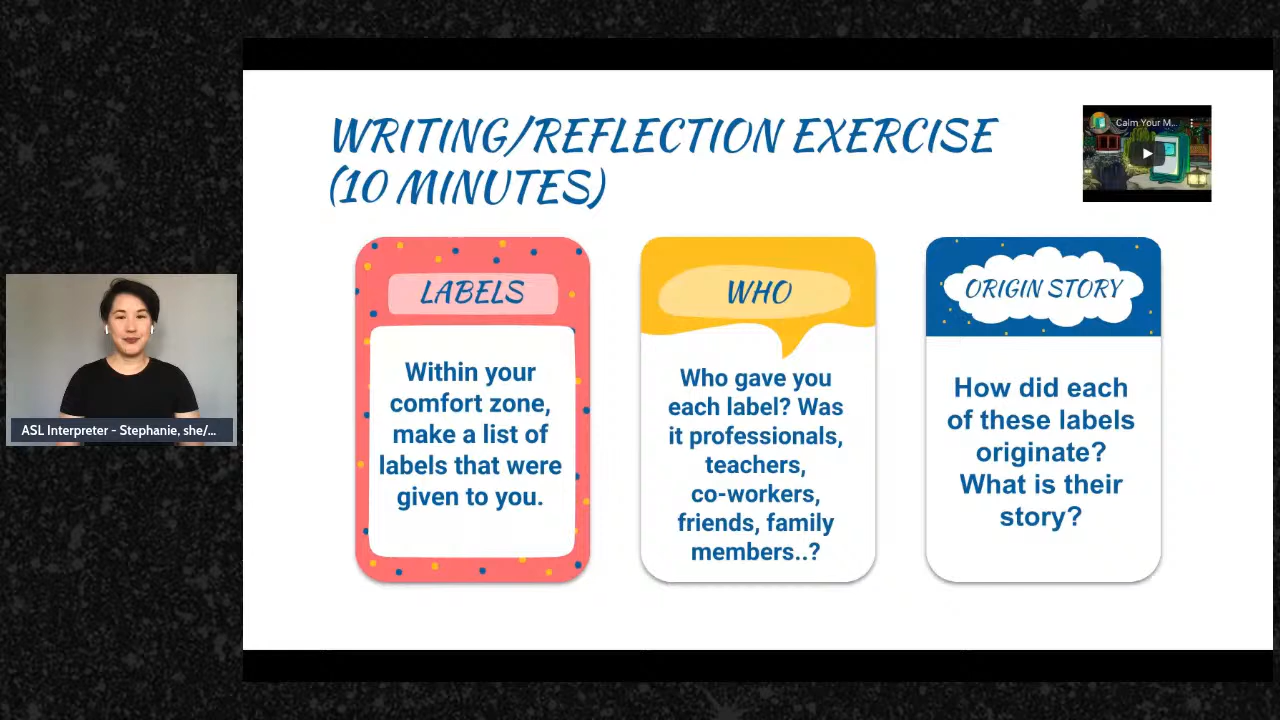 WRITING/REFLECTION EXERCISE
(10 MINUTES)
Calm Your M...
LABELS
Within your
comfort zone,
make a list of
labels that were
given to you.
WHO
Who gave you
each label? Was
it professionals,
teachers,
co-workers,
friends, family
members..?
ORIGIN STORY
How did each
of these labels
originate?
What is their
story?
ASL Interpreter - Stephanie, she/...